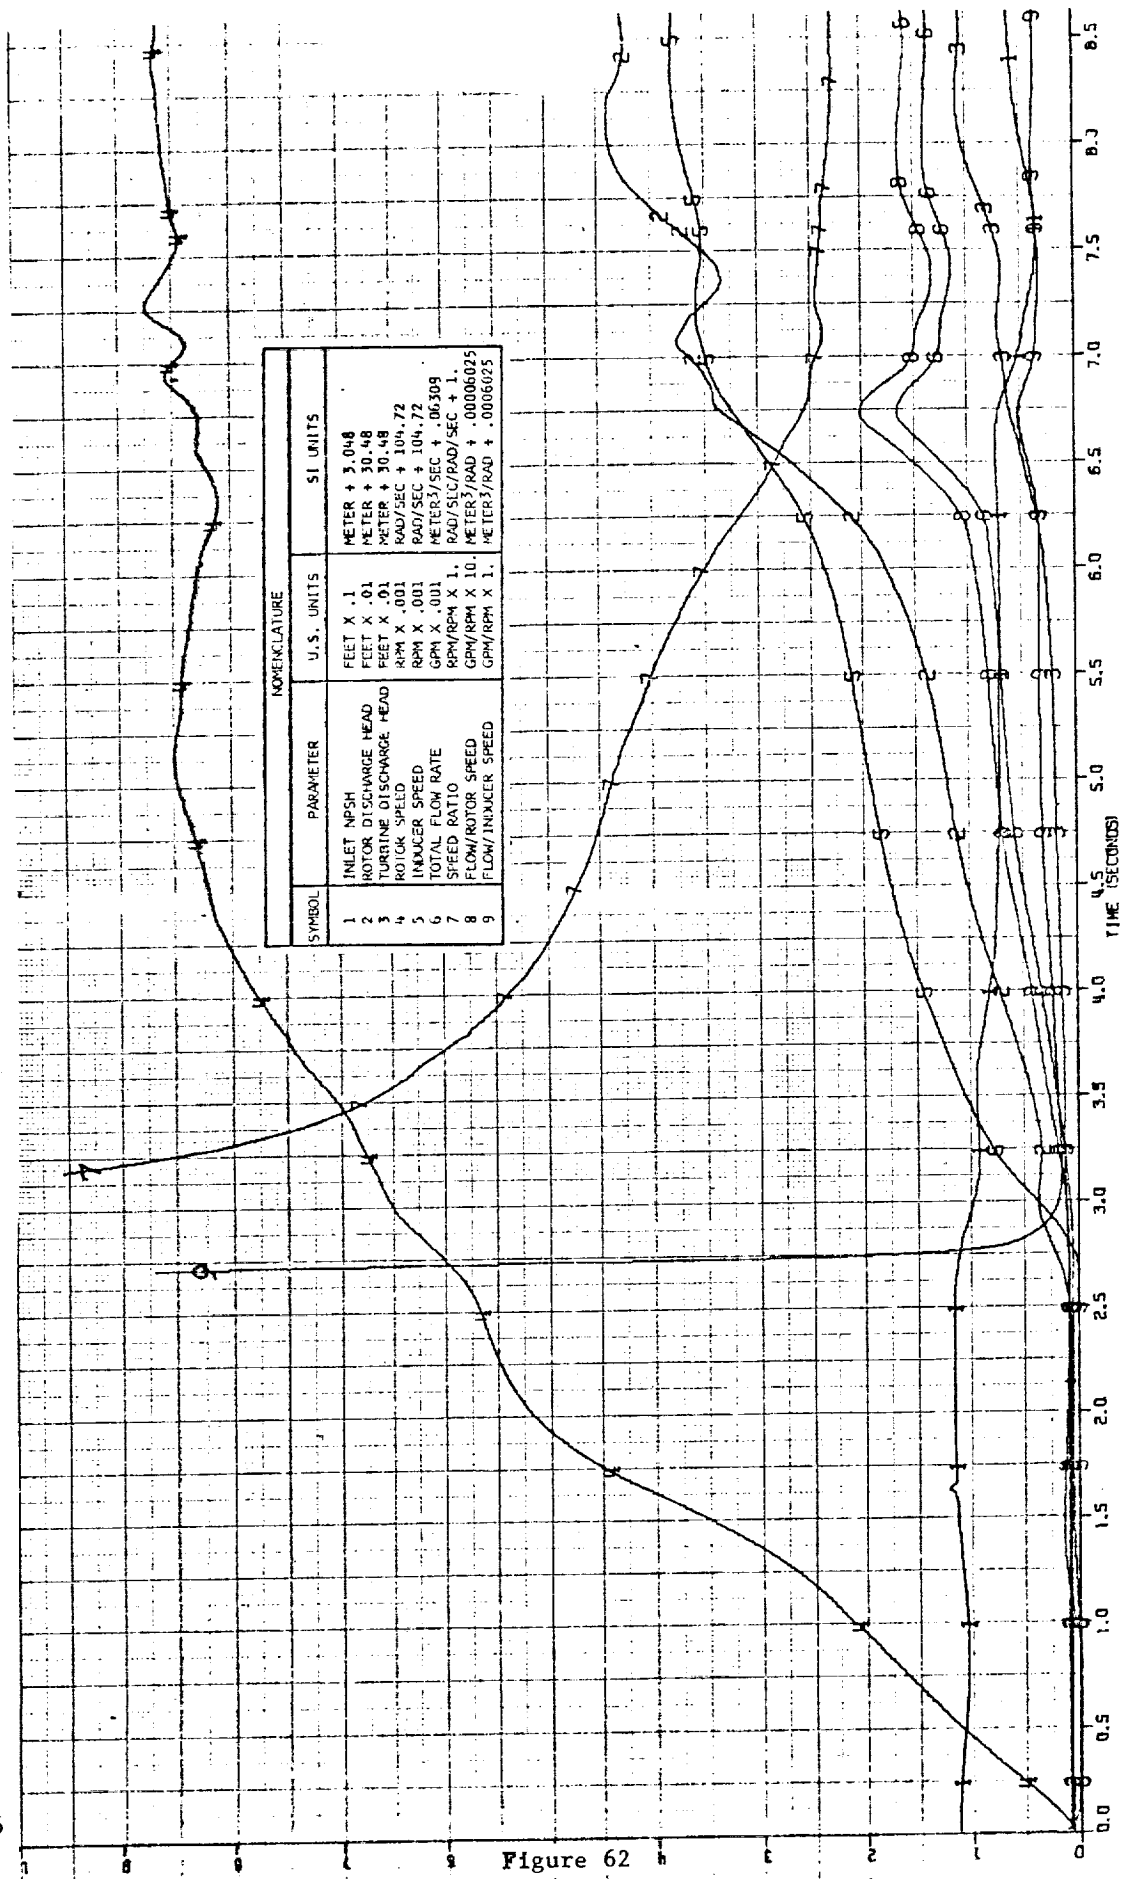 NOMENCLATURE
SYMBOL PARAMETER U.S. UNITS SI UNITS
1 INLET NPSH FEET X .1 METER ÷ 3.048
2 ROTOR DISCHARGE HEAD FEET X .01 METER ÷ 30.48
3 TURBINE DISCHARGE HEAD FEET X .01 METER ÷ 30.48
4 ROTOR SPEED RPM X .001 RAD/SEC ÷ 104.72
5 INDUCER SPEED RPM X .001 RAD/SEC ÷ 104.72
6 TOTAL FLOW RATE GPM X .001 METER³/SEC ÷ .06309
7 SPEED RATIO RPM/RPM X 1. RAD/SEC/RAD/SEC ÷ 1.
8 FLOW/ROTOR SPEED GPM/RPM X 10. METER³/RAD ÷ .00006025
9 FLOW/INDUCER SPEED GPM/RPM X 1. METER³/RAD ÷ .0006025
0 1 2 3 4
0.0 0.5 1.0 1.5 2.0 2.5 3.0 3.5 4.0 4.5 5.0 5.5 6.0 6.5 7.0 7.5 8.0 8.5
TIME (SECONDS)
Figure 62